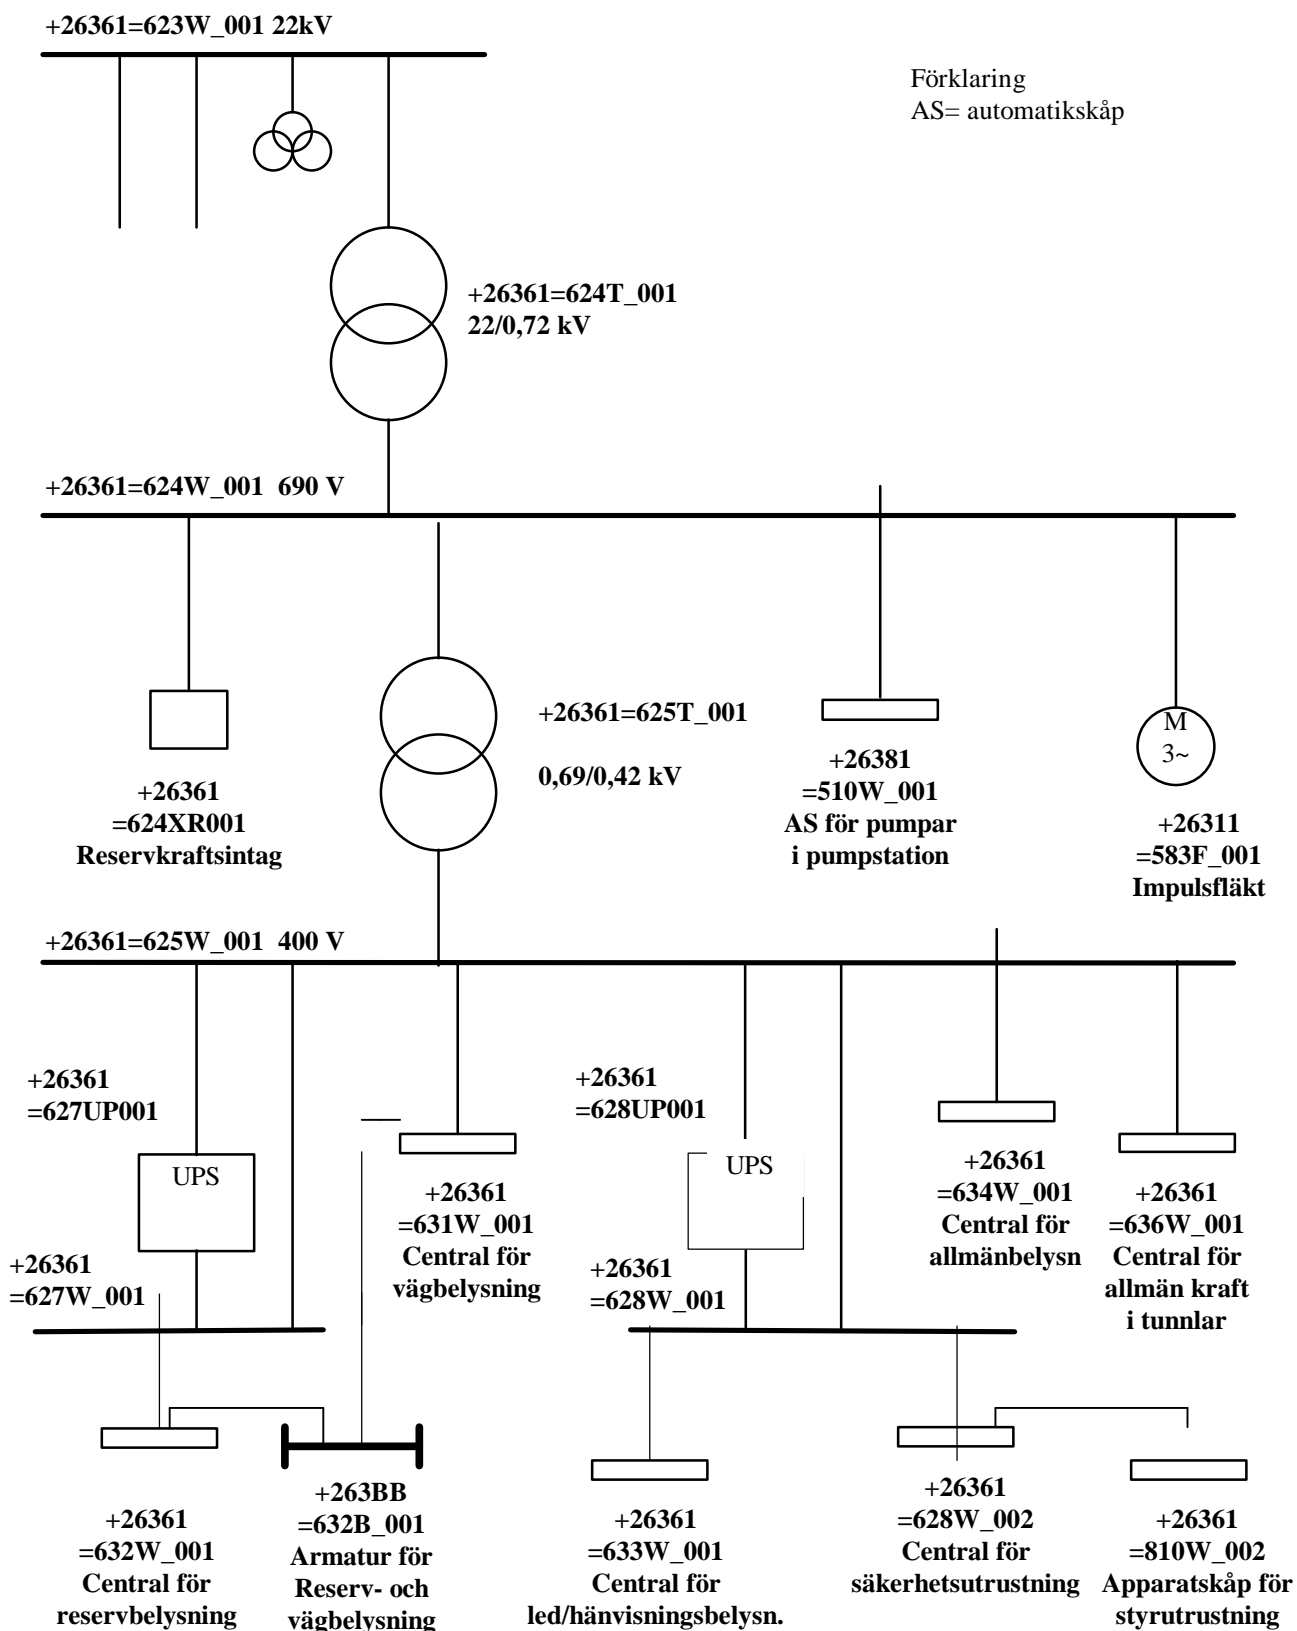 +26361=623W_001 22kV
Förklaring
AS= automatikskåp
+26361=624T_001
22/0,72 kV
+26361=624W_001  690 V
+26361=625T_001
0,69/0,42 kV
+26361
=624XR001
Reservkraftsintag
+26381
=510W_001
AS för pumpar
i pumpstation
M
3~
+26311
=583F_001
Impulsfläkt
+26361=625W_001  400 V
+26361
=627UP001
UPS
+26361
=627W_001
+26361
=631W_001
Central för
vägbelysning
+26361
=628UP001
UPS
+26361
=628W_001
+26361
=634W_001
Central för
allmänbelysn
+26361
=636W_001
Central för
allmän kraft
i tunnlar
+26361
=632W_001
Central för
reservbelysning
+263BB
=632B_001
Armatur för
Reserv- och
vägbelysning
+26361
=633W_001
Central för
led/hänvisningsbelysn.
+26361
=628W_002
Central för
säkerhetsutrustning
+26361
=810W_002
Apparatskåp för
styrutrustning